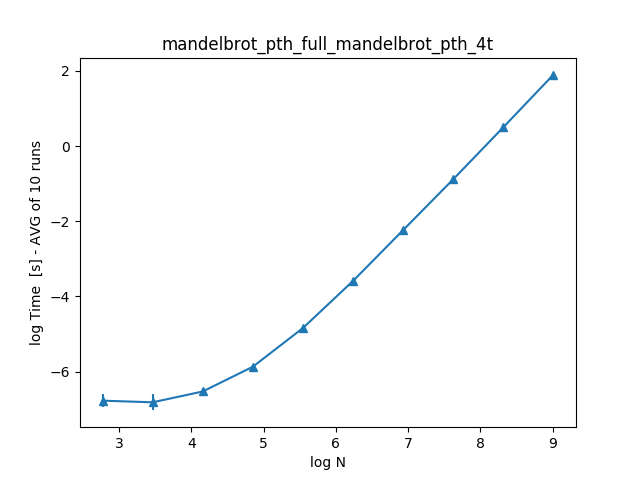 mandelbrot_pth_full_mandelbrot_pth_4t
log Time  [s] - AVG of 10 runs
2
0
−2
−4
−6
3 4 5 6 7 8 9
log N